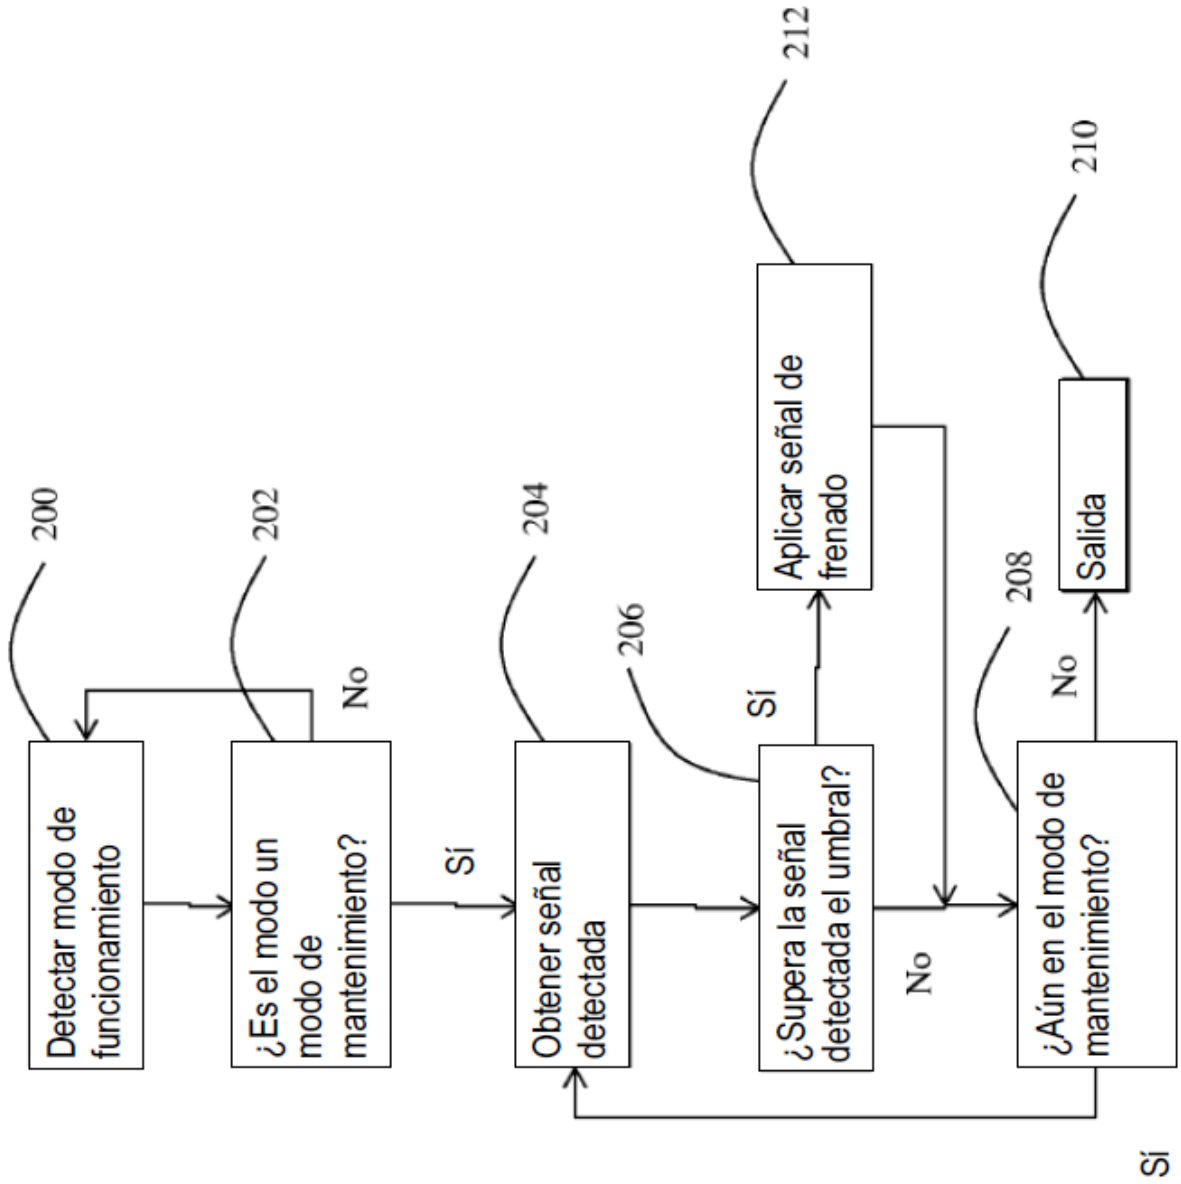 200
Detectar modo de
funcionamiento
202
¿Es el modo un
modo de
mantenimiento?
No
Sí
204
Obtener señal
detectada
206
¿Supera la señal
detectada el umbral?
Sí
212
Aplicar señal de
frenado
No
208
¿Aún en el modo de
mantenimiento?
No
210
Salida
Sí